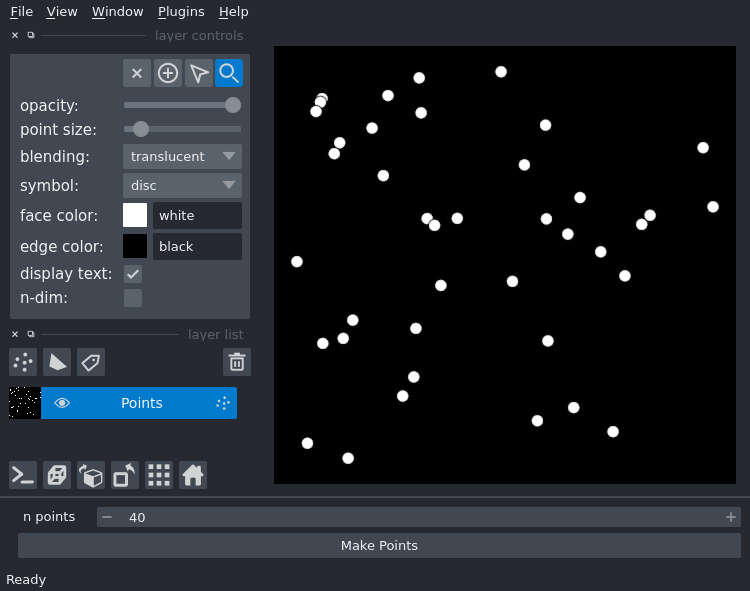 File View Window Plugins Help
layer controls
opacity:
point size:
blending: translucent
symbol: disc
face color: white
edge color: black
display text:
n-dim:
layer list
Points
n points 40
Make Points
Ready